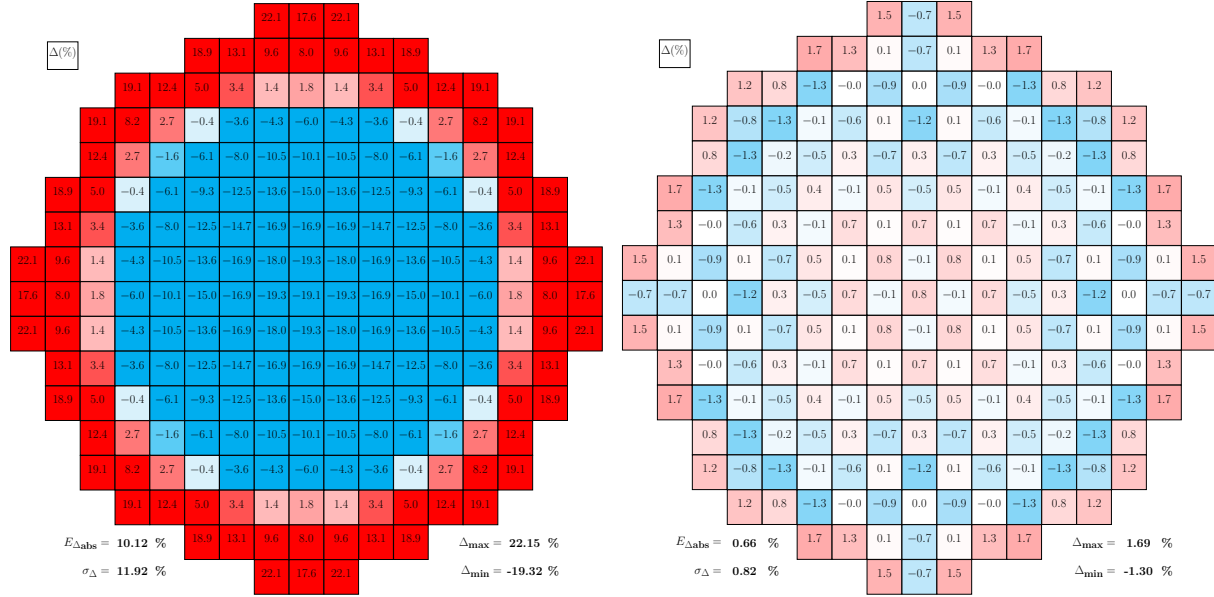 22.1 17.6 22.1
18.9 13.1 9.6 8.0 9.6 13.1 18.9
Δ(%)
19.1 12.4 5.0 3.4 1.4 1.8 1.4 3.4 5.0 12.4 19.1
19.1 8.2 2.7 −0.4 −3.6 −4.3 −6.0 −4.3 −3.6 −0.4 2.7 8.2 19.1
12.4 2.7 −1.6 −6.1 −8.0 −10.5 −10.1 −10.5 −8.0 −6.1 −1.6 2.7 12.4
18.9 5.0 −0.4 −6.1 −9.3 −12.5 −13.6 −15.0 −13.6 −12.5 −9.3 −6.1 −0.4 5.0 18.9
13.1 3.4 −3.6 −8.0 −12.5 −14.7 −16.9 −16.9 −16.9 −14.7 −12.5 −8.0 −3.6 3.4 13.1
22.1 9.6 1.4 −4.3 −10.5 −13.6 −16.9 −18.0 −19.3 −18.0 −16.9 −13.6 −10.5 −4.3 1.4 9.6 22.1
17.6 8.0 1.8 −6.0 −10.1 −15.0 −16.9 −19.3 −19.3 −19.3 −16.9 −15.0 −10.1 −6.0 1.8 8.0 17.6
22.1 9.6 1.4 −4.3 −10.5 −13.6 −16.9 −18.0 −19.3 −18.0 −16.9 −13.6 −10.5 −4.3 1.4 9.6 22.1
13.1 3.4 −3.6 −8.0 −12.5 −14.7 −16.9 −16.9 −16.9 −14.7 −12.5 −8.0 −3.6 3.4 13.1
18.9 5.0 −0.4 −6.1 −9.3 −12.5 −13.6 −15.0 −13.6 −12.5 −9.3 −6.1 −0.4 5.0 18.9
12.4 2.7 −1.6 −6.1 −8.0 −10.5 −10.1 −10.5 −8.0 −6.1 −1.6 2.7 12.4
19.1 8.2 2.7 −0.4 −3.6 −4.3 −6.0 −4.3 −3.6 −0.4 2.7 8.2 19.1
19.1 12.4 5.0 3.4 1.4 1.8 1.4 3.4 5.0 12.4 19.1
18.9 13.1 9.6 8.0 9.6 13.1 18.9
E_Δabs = 10.12 % Δmax = 22.15 %
22.1 17.6 22.1
σ_Δ = 11.92 % Δmin = -19.32 %
1.5 −0.7 1.5
1.7 1.3 0.1 −0.7 0.1 1.3 1.7
Δ(%)
1.2 0.8 −1.3 −0.0 −0.9 0.0 −0.9 −0.0 −1.3 0.8 1.2
1.2 −0.8 −1.3 −0.1 −0.6 0.1 −1.2 0.1 −0.6 −0.1 −1.3 −0.8 1.2
0.8 −1.3 −0.2 −0.5 0.3 −0.7 0.3 −0.7 0.3 −0.5 −0.2 −1.3 0.8
1.7 −1.3 −0.1 −0.5 0.4 −0.1 0.5 −0.5 0.5 −0.1 0.4 −0.5 −0.1 −1.3 1.7
1.3 −0.0 −0.6 0.3 −0.1 0.7 0.1 0.7 0.1 0.7 −0.1 0.3 −0.6 −0.0 1.3
1.5 0.1 −0.9 0.1 −0.7 0.5 0.1 0.8 −0.1 0.8 0.1 0.5 −0.7 0.1 −0.9 0.1 1.5
−0.7 −0.7 0.0 −1.2 0.3 −0.5 0.7 −0.1 0.8 −0.1 0.7 −0.5 0.3 −1.2 0.0 −0.7 −0.7
1.5 0.1 −0.9 0.1 −0.7 0.5 0.1 0.8 −0.1 0.8 0.1 0.5 −0.7 0.1 −0.9 0.1 1.5
1.3 −0.0 −0.6 0.3 −0.1 0.7 0.1 0.7 0.1 0.7 −0.1 0.3 −0.6 −0.0 1.3
1.7 −1.3 −0.1 −0.5 0.4 −0.1 0.5 −0.5 0.5 −0.1 0.4 −0.5 −0.1 −1.3 1.7
0.8 −1.3 −0.2 −0.5 0.3 −0.7 0.3 −0.7 0.3 −0.5 −0.2 −1.3 0.8
1.2 −0.8 −1.3 −0.1 −0.6 0.1 −1.2 0.1 −0.6 −0.1 −1.3 −0.8 1.2
1.2 0.8 −1.3 −0.0 −0.9 0.0 −0.9 −0.0 −1.3 0.8 1.2
1.7 1.3 0.1 −0.7 0.1 1.3 1.7
E_Δabs = 0.66 % Δmax = 1.69 %
1.5 −0.7 1.5
σ_Δ = 0.82 % Δmin = -1.30 %